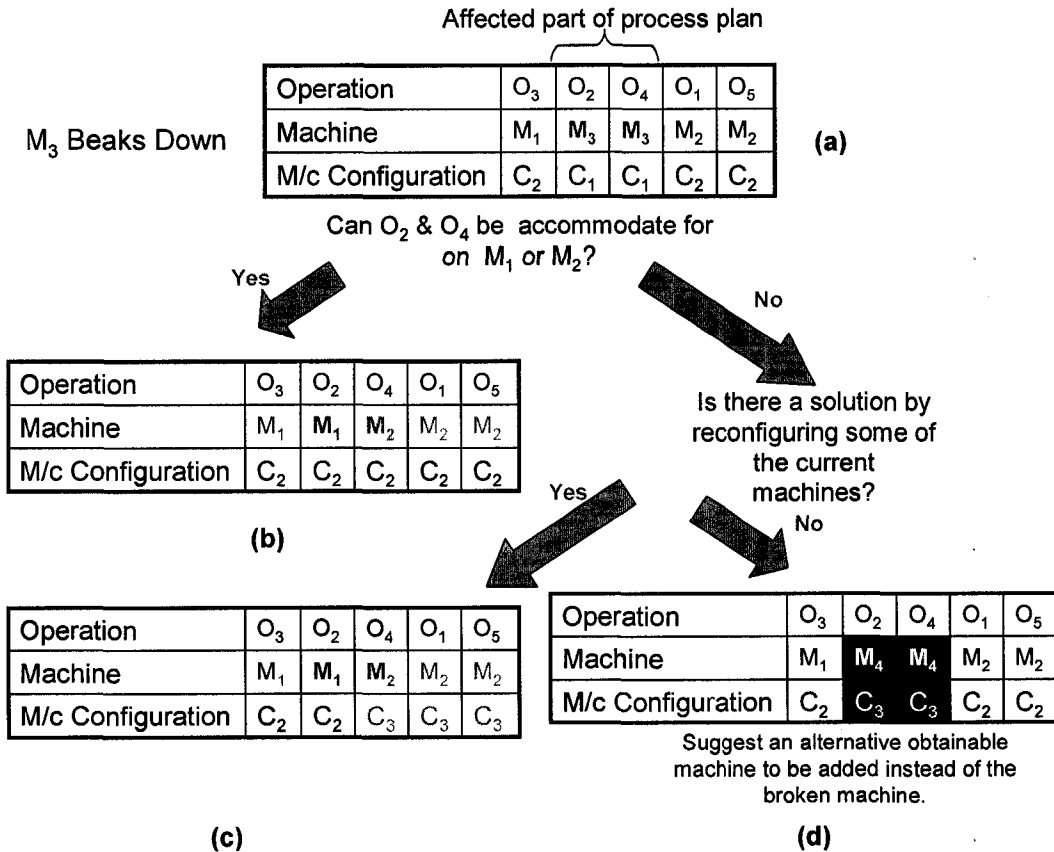 Affected part of process plan
M₃ Beaks Down
Operation O₃ O₂ O₄ O₁ O₅
Machine M₁ M₃ M₃ M₂ M₂
M/c Configuration C₂ C₁ C₁ C₂ C₂
(a)
Can O₂ & O₄ be accommodate for
on M₁ or M₂?
Yes
No
Operation O₃ O₂ O₄ O₁ O₅
Machine M₁ M₁ M₂ M₂ M₂
M/c Configuration C₂ C₂ C₂ C₂ C₂
(b)
Is there a solution by
reconfiguring some of
the current
machines?
Yes
No
Operation O₃ O₂ O₄ O₁ O₅
Machine M₁ M₁ M₂ M₂ M₂
M/c Configuration C₂ C₂ C₃ C₃ C₃
(c)
Operation O₃ O₂ O₄ O₁ O₅
Machine M₁ M₄ M₄ M₂ M₂
M/c Configuration C₂ C₃ C₃ C₂ C₂
Suggest an alternative obtainable
machine to be added instead of the
broken machine.
(d)